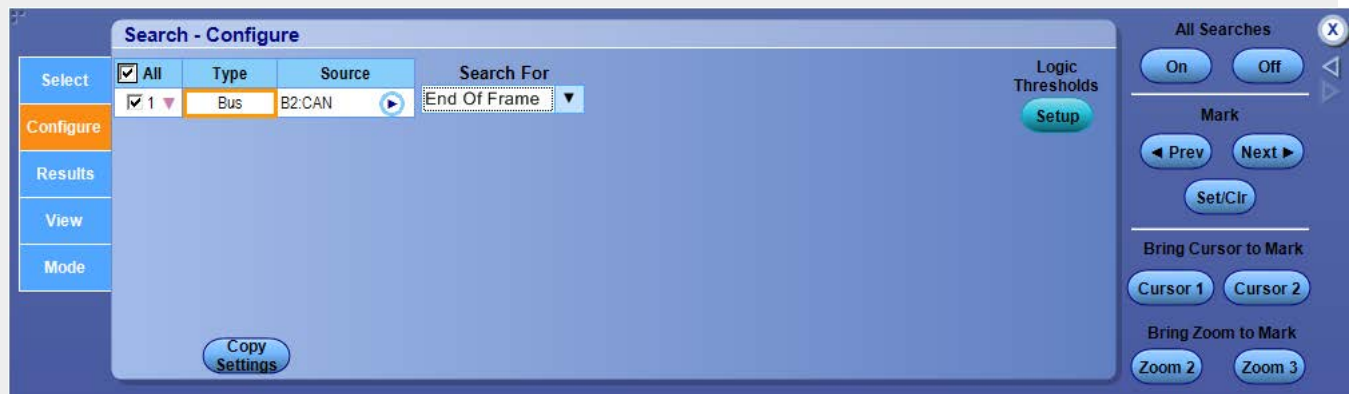 Search - Configure
Select
Configure
Results
View
Mode
All Type Source
1 Bus B2:CAN
Search For
End Of Frame
Logic
Thresholds
Setup
Copy
Settings
All Searches
X
On Off
Mark
Prev Next
Set/Clr
Bring Cursor to Mark
Cursor 1 Cursor 2
Bring Zoom to Mark
Zoom 2 Zoom 3